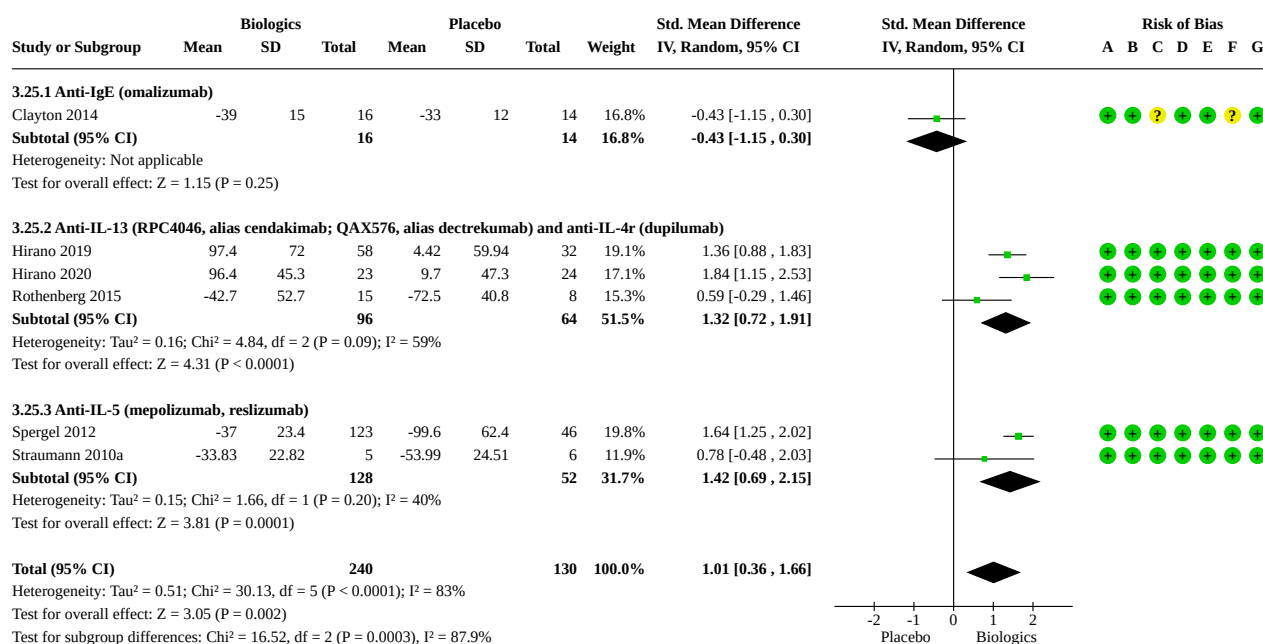 Biologics Placebo Std. Mean Difference Std. Mean Difference Risk of Bias
Study or Subgroup Mean SD Total Mean SD Total Weight IV, Random, 95% CI IV, Random, 95% CI A B C D E F G
3.25.1 Anti-IgE (omalizumab)
Clayton 2014 -39 15 16 -33 12 14 16.8% -0.43 [-1.15 , 0.30] + + ? + + ? +
Subtotal (95% CI) 16 14 16.8% -0.43 [-1.15 , 0.30]
Heterogeneity: Not applicable
Test for overall effect: Z = 1.15 (P = 0.25)
3.25.2 Anti-IL-13 (RPC4046, alias cendakimab; QAX576, alias dectrekumab) and anti-IL-4r (dupilumab)
Hirano 2019 97.4 72 58 4.42 59.94 32 19.1% 1.36 [0.88 , 1.83] + + + + + + +
Hirano 2020 96.4 45.3 23 9.7 47.3 24 17.1% 1.84 [1.15 , 2.53] + + + + + + +
Rothenberg 2015 -42.7 52.7 15 -72.5 40.8 8 15.3% 0.59 [-0.29 , 1.46] + + + + + + +
Subtotal (95% CI) 96 64 51.5% 1.32 [0.72 , 1.91]
Heterogeneity: Tau² = 0.16; Chi² = 4.84, df = 2 (P = 0.09); I² = 59%
Test for overall effect: Z = 4.31 (P < 0.0001)
3.25.3 Anti-IL-5 (mepolizumab, reslizumab)
Spergel 2012 -37 23.4 123 -99.6 62.4 46 19.8% 1.64 [1.25 , 2.02] + + + + + + +
Straumann 2010a -33.83 22.82 5 -53.99 24.51 6 11.9% 0.78 [-0.48 , 2.03] + + + + + + +
Subtotal (95% CI) 128 52 31.7% 1.42 [0.69 , 2.15]
Heterogeneity: Tau² = 0.15; Chi² = 1.66, df = 1 (P = 0.20); I² = 40%
Test for overall effect: Z = 3.81 (P = 0.0001)
Total (95% CI) 240 130 100.0% 1.01 [0.36 , 1.66]
Heterogeneity: Tau² = 0.51; Chi² = 30.13, df = 5 (P < 0.0001); I² = 83%
Test for overall effect: Z = 3.05 (P = 0.002)
-2 -1 0 1 2
Test for subgroup differences: Chi² = 16.52, df = 2 (P = 0.0003), I² = 87.9%
Placebo Biologics